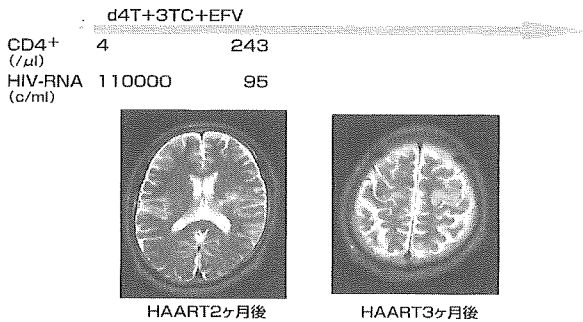 d4T+3TC+EFV
CD4+ 4 243
(/μl)
HIV-RNA 110000 95
(c/ml)
HAART2ヶ月後 HAART3ヶ月後